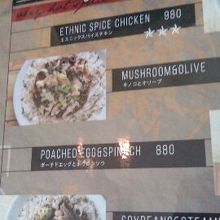 ETHNIC SPICE CHICKEN 980
エスニックスパイスチキン
MUSHROOM&OLIVE
キノコとオリーブ
POACHED EGG&SPINACH 880
ポーチドエッグとホウレンソウ